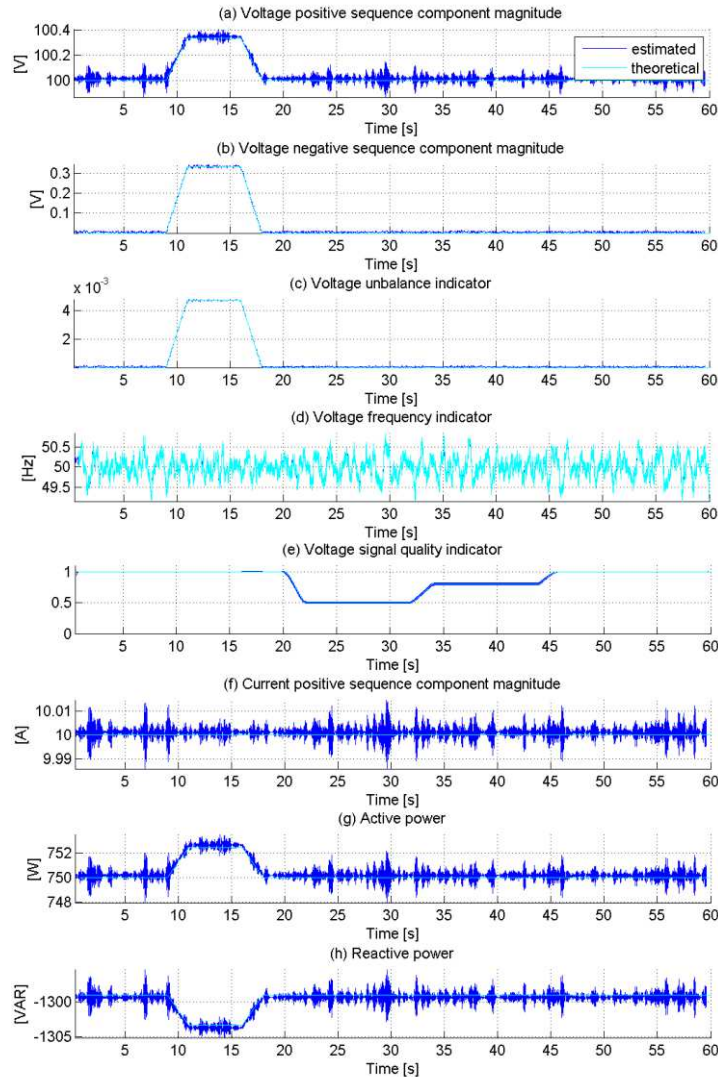 (a) Voltage positive sequence component magnitude
100.4
100.2
100
[V]
estimated
theoretical
5 10 15 20 25 30 35 40 45 50 55 60
Time [s]
(b) Voltage negative sequence component magnitude
0.3
0.2
0.1
[V]
5 10 15 20 25 30 35 40 45 50 55 60
Time [s]
(c) Voltage unbalance indicator
x 10-3
4
2
5 10 15 20 25 30 35 40 45 50 55 60
Time [s]
(d) Voltage frequency indicator
50.5
50
49.5
[Hz]
5 10 15 20 25 30 35 40 45 50 55 60
Time [s]
(e) Voltage signal quality indicator
1
0.5
0
5 10 15 20 25 30 35 40 45 50 55 60
Time [s]
(f) Current positive sequence component magnitude
10.01
10
9.99
[A]
5 10 15 20 25 30 35 40 45 50 55 60
Time [s]
(g) Active power
752
750
748
[W]
5 10 15 20 25 30 35 40 45 50 55 60
Time [s]
(h) Reactive power
-1300
-1305
[VAR]
5 10 15 20 25 30 35 40 45 50 55 60
Time [s]